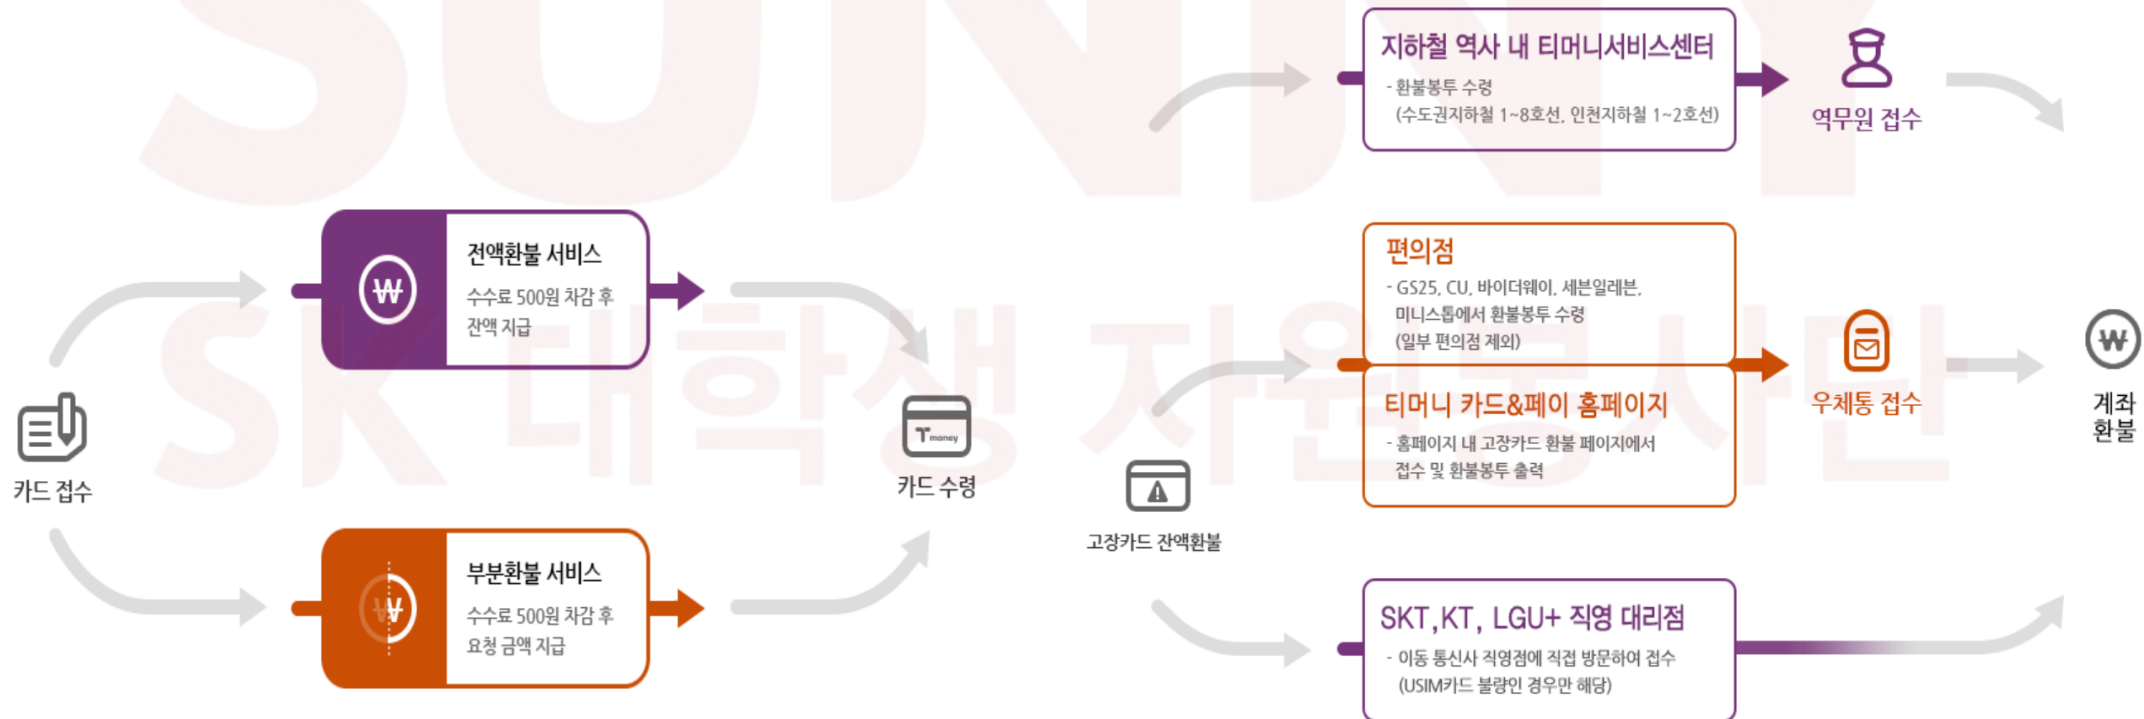 SUNNY
SK 대학생 자원봉사단
카드 접수
전액환불 서비스
수수료 500원 차감 후
잔액 지급
부분환불 서비스
수수료 500원 차감 후
요청 금액 지급
Tmoney
카드 수령
고장카드 잔액환불
지하철 역사 내 티머니서비스센터
- 환불봉투 수령
(수도권지하철 1~8호선, 인천지하철 1~2호선)
역무원 접수
편의점
- GS25, CU, 바이더웨이, 세븐일레븐,
미니스톱에서 환불봉투 수령
(일부 편의점 제외)
티머니 카드&페이 홈페이지
- 홈페이지 내 고장카드 환불 페이지에서
접수 및 환불봉투 출력
우체통 접수
SKT,KT, LGU+ 직영 대리점
- 이동 통신사 직영점에 직접 방문하여 접수
(USIM카드 불량인 경우만 해당)
계좌
환불